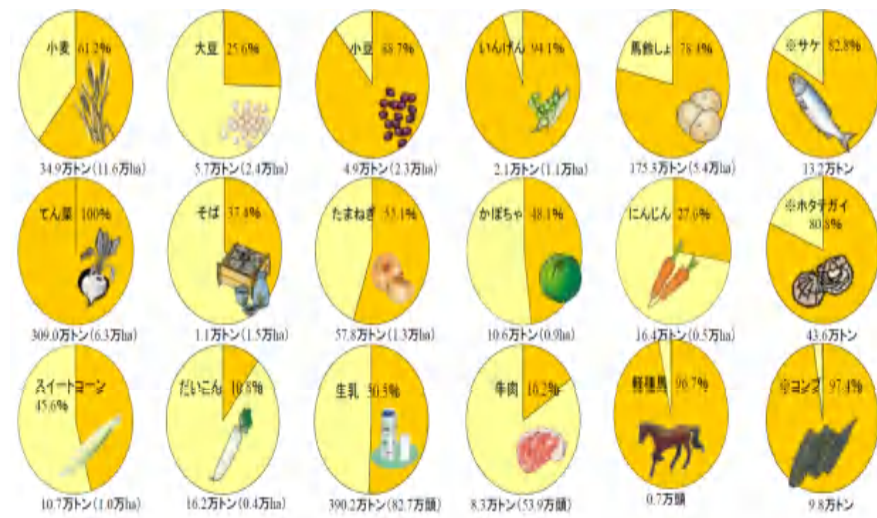 小麦 61.2%
大豆 25.6%
小豆 88.7%
いんげん 94.1%
馬鈴しょ 78.4%
※サケ 82.8%
34.9万トン(11.6万ha)
5.7万トン(2.4万ha)
4.9万トン(2.3万ha)
2.1万トン(1.1万ha)
175.3万トン(5.4万ha)
13.2万トン
てん菜 100%
そば 37.4%
たまねぎ 55.1%
かぼちゃ 48.1%
にんじん 27.6%
※ホタテガイ
80.8%
309.0万トン(6.3万ha)
1.1万トン(1.5万ha)
57.8万トン(1.3万ha)
10.6万トン(0.9ha)
16.4万トン(0.5万ha)
43.6万トン
スイートコーン
45.6%
だいこん 10.8%
生乳 50.5%
牛肉 16.2%
軽種馬 96.7%
※コンブ 97.4%
10.7万トン(1.0万ha)
16.2万トン(0.4万ha)
390.2万トン(82.7万頭)
8.3万トン(53.9万頭)
0.7万頭
9.8万トン